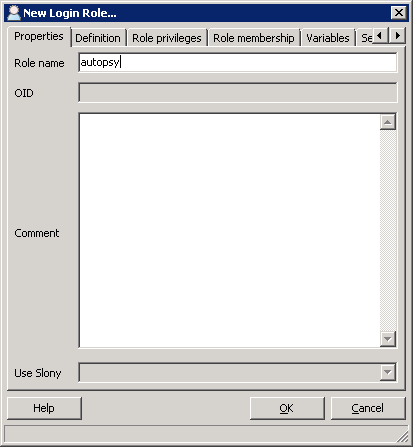 New Login Role...
Properties Definition Role privileges Role membership Variables Se
Role name autopsy
OID
Comment
Use Slony
Help OK Cancel